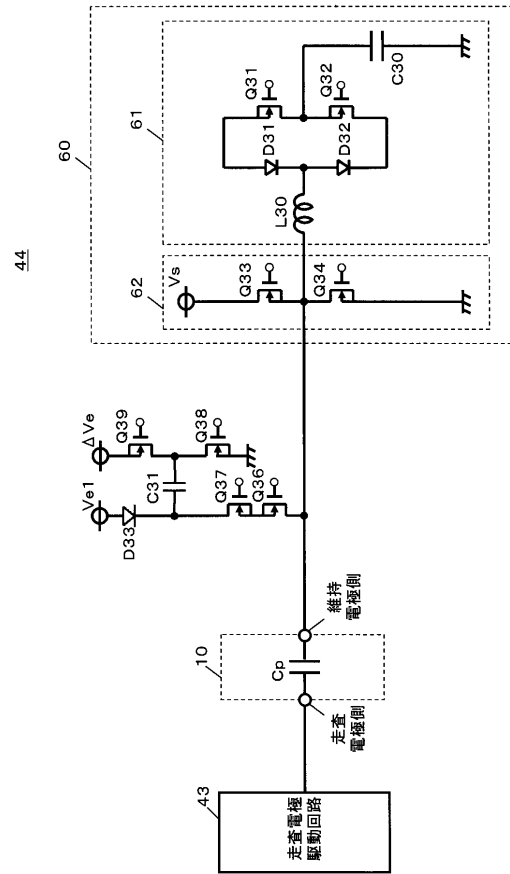 44
60
61
Q31
D31
Q32
D32
C30
L30
62
Vs
Q33
Q34
ΔVe
Q39
Ve1
D33
C31
Q38
Q37
Q36
10
Cp
維持
電極側
走査
電極側
43
走査電極
駆動回路